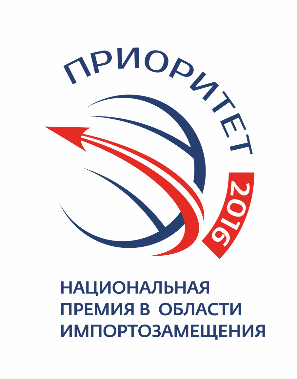 ПРИОРИТЕТ
2016
НАЦИОНАЛЬНАЯ
ПРЕМИЯ В ОБЛАСТИ
ИМПОРТОЗАМЕЩЕНИЯ